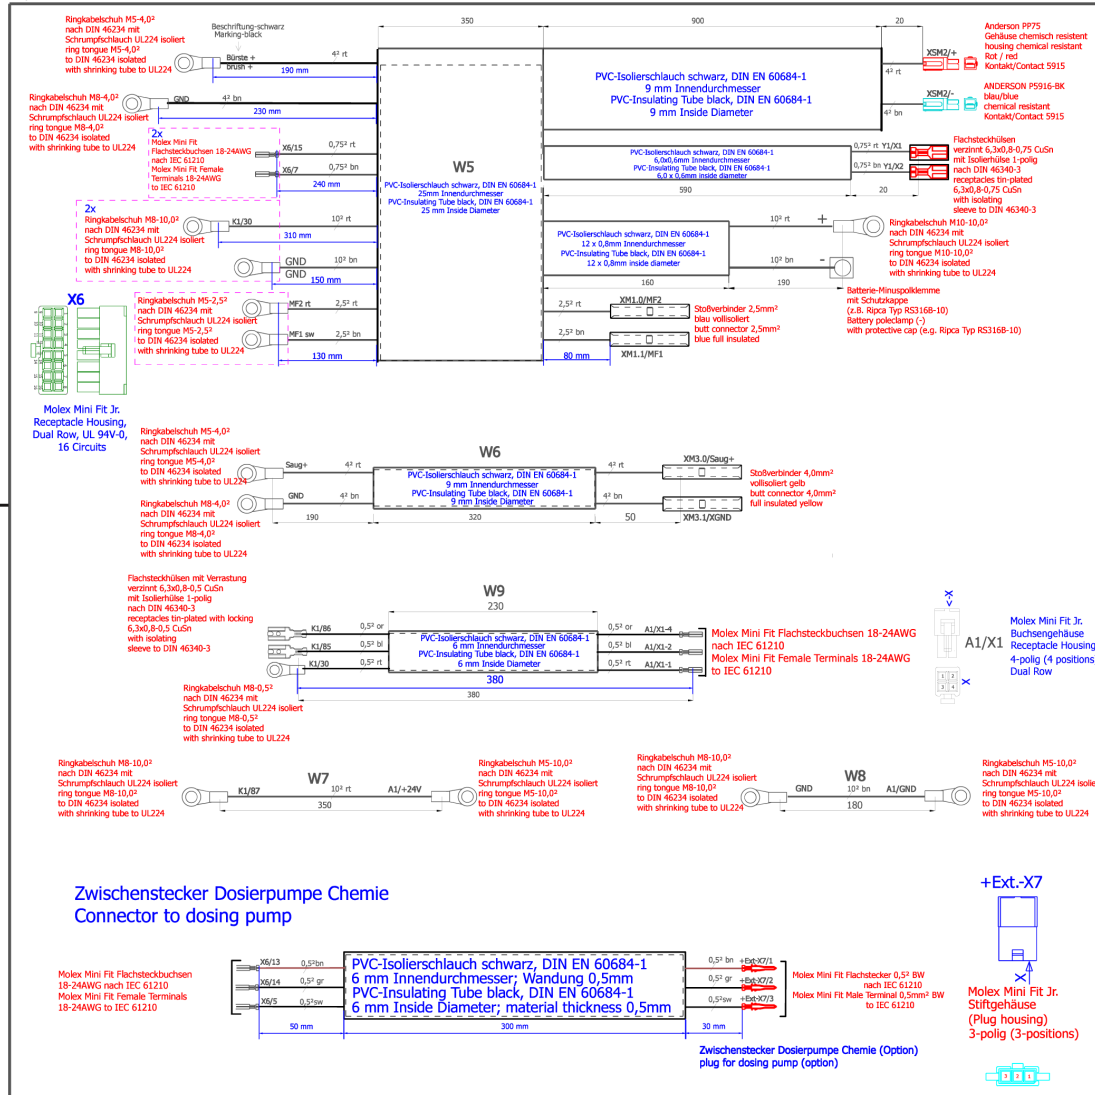 Ringkabelschuh M5-4,0²
nach DIN 46234 mit
Schrumpfschlauch UL224 isoliert
ring tongue M5-4,0²
to DIN 46234 isolated
with shrinking tube to UL224
Beschriftung-schwarz
Marking-black
Bürste +
brush +
4² rt
190 mm
350
900
20
Anderson PP75
Gehäuse chemisch resistent
housing chemical resistant
Rot / red
Kontakt/Contact 5915
XSM2/+
4² rt
PVC-Isolierschlauch schwarz, DIN EN 60684-1
9 mm Innendurchmesser
PVC-Insulating Tube black, DIN EN 60684-1
9 mm Inside Diameter
XSM2/-
4² bn
ANDERSON P5916-BK
blau/blue
chemical resistant
Kontakt/Contact 5915
Ringkabelschuh M8-4,0²
nach DIN 46234 mit
Schrumpfschlauch UL224 isoliert
ring tongue M8-4,0²
to DIN 46234 isolated
with shrinking tube to UL224
GND
4² bn
230 mm
2x
Molex Mini Fit
Flachsteckbuchsen 18-24AWG
nach IEC 61210
Molex Mini Fit Female
Terminals 18-24AWG
to IEC 61210
X6/15
0,75² rt
X6/7
0,75² bn
240 mm
W5
PVC-Isolierschlauch schwarz, DIN EN 60684-1
25mm Innendurchmesser
PVC-Insulating Tube black, DIN EN 60684-1
25 mm Inside Diameter
PVC-Isolierschlauch schwarz, DIN EN 60684-1
6,0x0,6mm Innendurchmesser
PVC-Insulating Tube black, DIN EN 60684-1
6,0 x 0,6mm inside diameter
0,75² rt Y1/X1
0,75² bn Y1/X2
590
20
Flachsteckhülsen
verzinnt 6,3x0,8-0,75 CuSn
mit Isolierhülse 1-polig
nach DIN 46340-3
receptacles tin-plated
6,3x0,8-0,75 CuSn
with isolating
sleeve to DIN 46340-3
2x
Ringkabelschuh M8-10,0²
nach DIN 46234 mit
Schrumpfschlauch UL224 isoliert
ring tongue M8-10,0²
to DIN 46234 isolated
with shrinking tube to UL224
K1/30
10² rt
310 mm
GND
GND
10² bn
150 mm
PVC-Isolierschlauch schwarz, DIN EN 60684-1
12 x 0,8mm Innendurchmesser
PVC-Insulating Tube black, DIN EN 60684-1
12 x 0,8mm inside diameter
10² rt
+
10² bn
-
160
190
Ringkabelschuh M10-10,0²
nach DIN 46234 mit
Schrumpfschlauch UL224 isoliert
ring tongue M10-10,0²
to DIN 46234 isolated
with shrinking tube to UL224
Batterie-Minuspolklemme
mit Schutzkappe
(z.B. Ripca Typ RS316B-10)
Battery poleclamp (-)
with protective cap (e.g. Ripca Typ RS316B-10)
X6
Molex Mini Fit Jr.
Receptacle Housing,
Dual Row, UL 94V-0,
16 Circuits
Ringkabelschuh M5-2,5²
nach DIN 46234 mit
Schrumpfschlauch UL224 isoliert
ring tongue M5-2,5²
to DIN 46234 isolated
with shrinking tube to UL224
MF2 rt
2,5² rt
MF1 sw
2,5² bn
130 mm
2,5² rt
XM1.0/MF2
2,5² bn
XM1.1/MF1
80 mm
Stoßverbinder 2,5mm²
blau vollisoliert
butt connector 2,5mm²
blue full insulated
W6
Ringkabelschuh M5-4,0²
nach DIN 46234 mit
Schrumpfschlauch UL224 isoliert
ring tongue M5-4,0²
to DIN 46234 isolated
with shrinking tube to UL224
Ringkabelschuh M8-4,0²
nach DIN 46234 mit
Schrumpfschlauch UL224 isoliert
ring tongue M8-4,0²
to DIN 46234 isolated
with shrinking tube to UL224
Saug+
4² rt
GND
4² bn
PVC-Isolierschlauch schwarz, DIN EN 60684-1
9 mm Innendurchmesser
PVC-Insulating Tube black, DIN EN 60684-1
9 mm Inside Diameter
4² rt
XM3.0/Saug+
4² bn
XM3.1/XGND
190
320
50
Stoßverbinder 4,0mm²
vollisoliert gelb
butt connector 4,0mm²
full insulated yellow
W9
230
Flachsteckhülsen mit Verrastung
verzinnt 6,3x0,8-0,5 CuSn
mit Isolierhülse 1-polig
nach DIN 46340-3
receptacles tin-plated with locking
6,3x0,8-0,5 CuSn
with isolating
sleeve to DIN 46340-3
K1/86
0,5² or
K1/85
0,5² bl
K1/30
0,5² rt
PVC-Isolierschlauch schwarz, DIN EN 60684-1
6 mm Innendurchmesser
PVC-Insulating Tube black, DIN EN 60684-1
6 mm Inside Diameter
0,5² or
A1/X1-4
0,5² bl
A1/X1-2
0,5² rt
A1/X1-1
380
380
Molex Mini Fit Flachsteckbuchsen 18-24AWG
nach IEC 61210
Molex Mini Fit Female Terminals 18-24AWG
to IEC 61210
Ringkabelschuh M8-0,5²
nach DIN 46234 mit
Schrumpfschlauch UL224 isoliert
ring tongue M8-0,5²
to DIN 46234 isolated
with shrinking tube to UL224
X->
A1/X1
1 2
3 4
X
Molex Mini Fit Jr.
Buchsengehäuse
Receptacle Housing
4-polig (4 positions
Dual Row
Ringkabelschuh M8-10,0²
nach DIN 46234 mit
Schrumpfschlauch UL224 isoliert
ring tongue M8-10,0²
to DIN 46234 isolated
with shrinking tube to UL224
W7
K1/87
10² rt
A1/+24V
350
Ringkabelschuh M5-10,0²
nach DIN 46234 mit
Schrumpfschlauch UL224 isoliert
ring tongue M5-10,0²
to DIN 46234 isolated
with shrinking tube to UL224
Ringkabelschuh M8-10,0²
nach DIN 46234 mit
Schrumpfschlauch UL224 isoliert
ring tongue M8-10,0²
to DIN 46234 isolated
with shrinking tube to UL224
W8
GND
10² bn
A1/GND
180
Ringkabelschuh M5-10,0²
nach DIN 46234 mit
Schrumpfschlauch UL224 isolie
ring tongue M5-10,0²
to DIN 46234 isolated
with shrinking tube to UL224
Zwischenstecker Dosierpumpe Chemie
Connector to dosing pump
Molex Mini Fit Flachsteckbuchsen
18-24AWG nach IEC 61210
Molex Mini Fit Female Terminals
18-24AWG to IEC 61210
X6/13
0,5²bn
X6/14
0,5² gr
X6/5
0,5²sw
PVC-Isolierschlauch schwarz, DIN EN 60684-1
6 mm Innendurchmesser; Wandung 0,5mm
PVC-Insulating Tube black, DIN EN 60684-1
6 mm Inside Diameter; material thickness 0,5mm
0,5² bn
+Ext-X7/1
0,5² gr
+Ext-X7/2
0,5²sw
+Ext-X7/3
50 mm
300 mm
30 mm
Molex Mini Fit Flachstecker 0,5² BW
nach IEC 61210
Molex Mini Fit Male Terminal 0,5mm² BW
to IEC 61210
Zwischenstecker Dosierpumpe Chemie (Option)
plug for dosing pump (option)
+Ext.-X7
X
Molex Mini Fit Jr.
Stiftgehäuse
(Plug housing)
3-polig (3-positions)
3 2 1